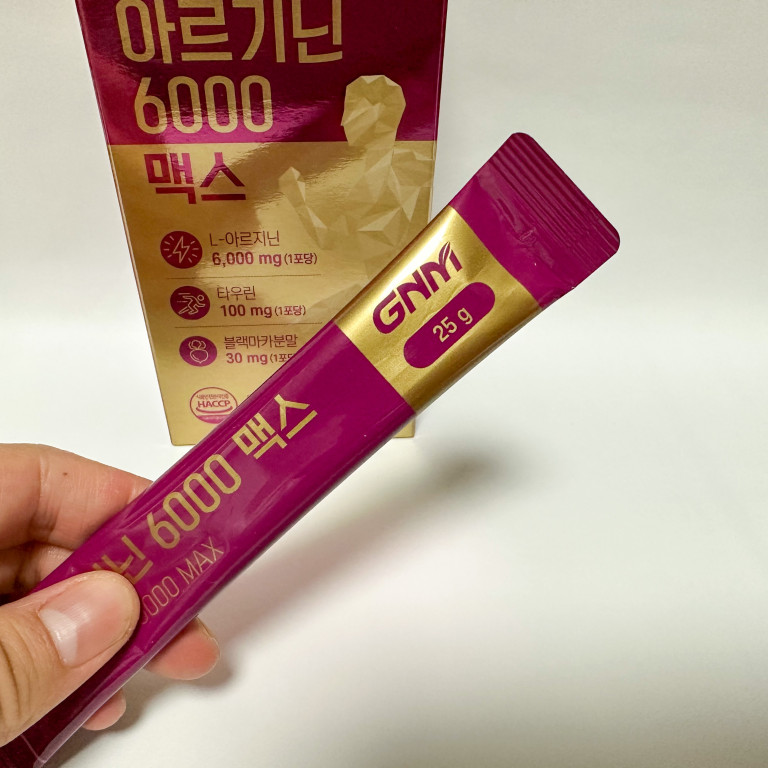 아르기닌
6000
맥스
L-아르지닌
6,000 mg(1포당)
타우린
100 mg(1포당)
블랙마카분말
30 mg(1포
HACCP
GNM
25 g
닌 6000 맥스
000 MAX